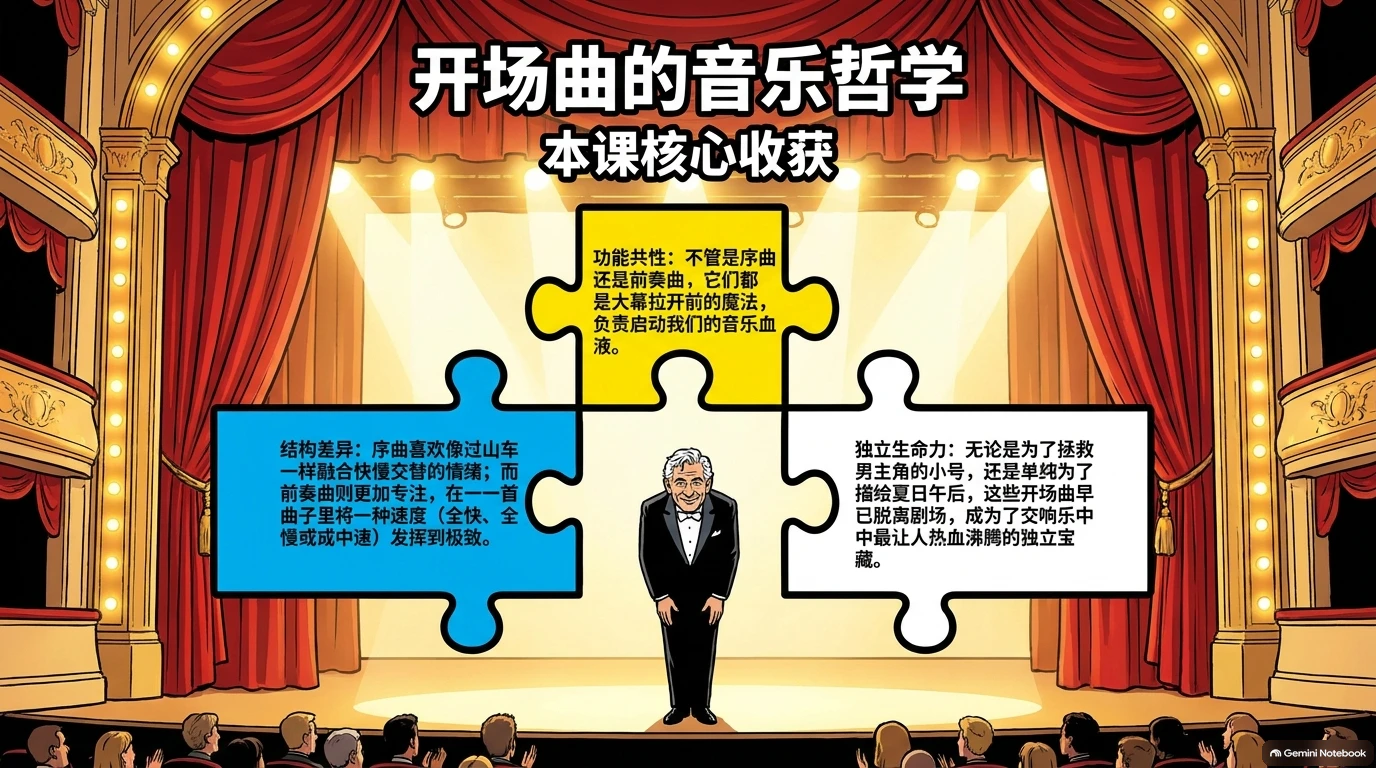 开场曲的音乐哲学
本课核心收获
功能共性：不管是序曲
还是前奏曲，它们都
是大幕拉开前的魔法，
负责启动我们的音乐血
液。
结构差异：序曲喜欢像过山车
一样融合快慢交替的情绪；而
前奏曲则更加专注，在一一首
曲子里将一种速度（全快、全
慢或或中速）发挥到极致。
独立生命力：无论是为了拯救
男主角的小号，还是单纯为了
描绘夏日午后，这些开场曲早
已脱离剧场，成为了交响乐中
中最让人热血沸腾的独立宝
藏。
Gemini Notebook